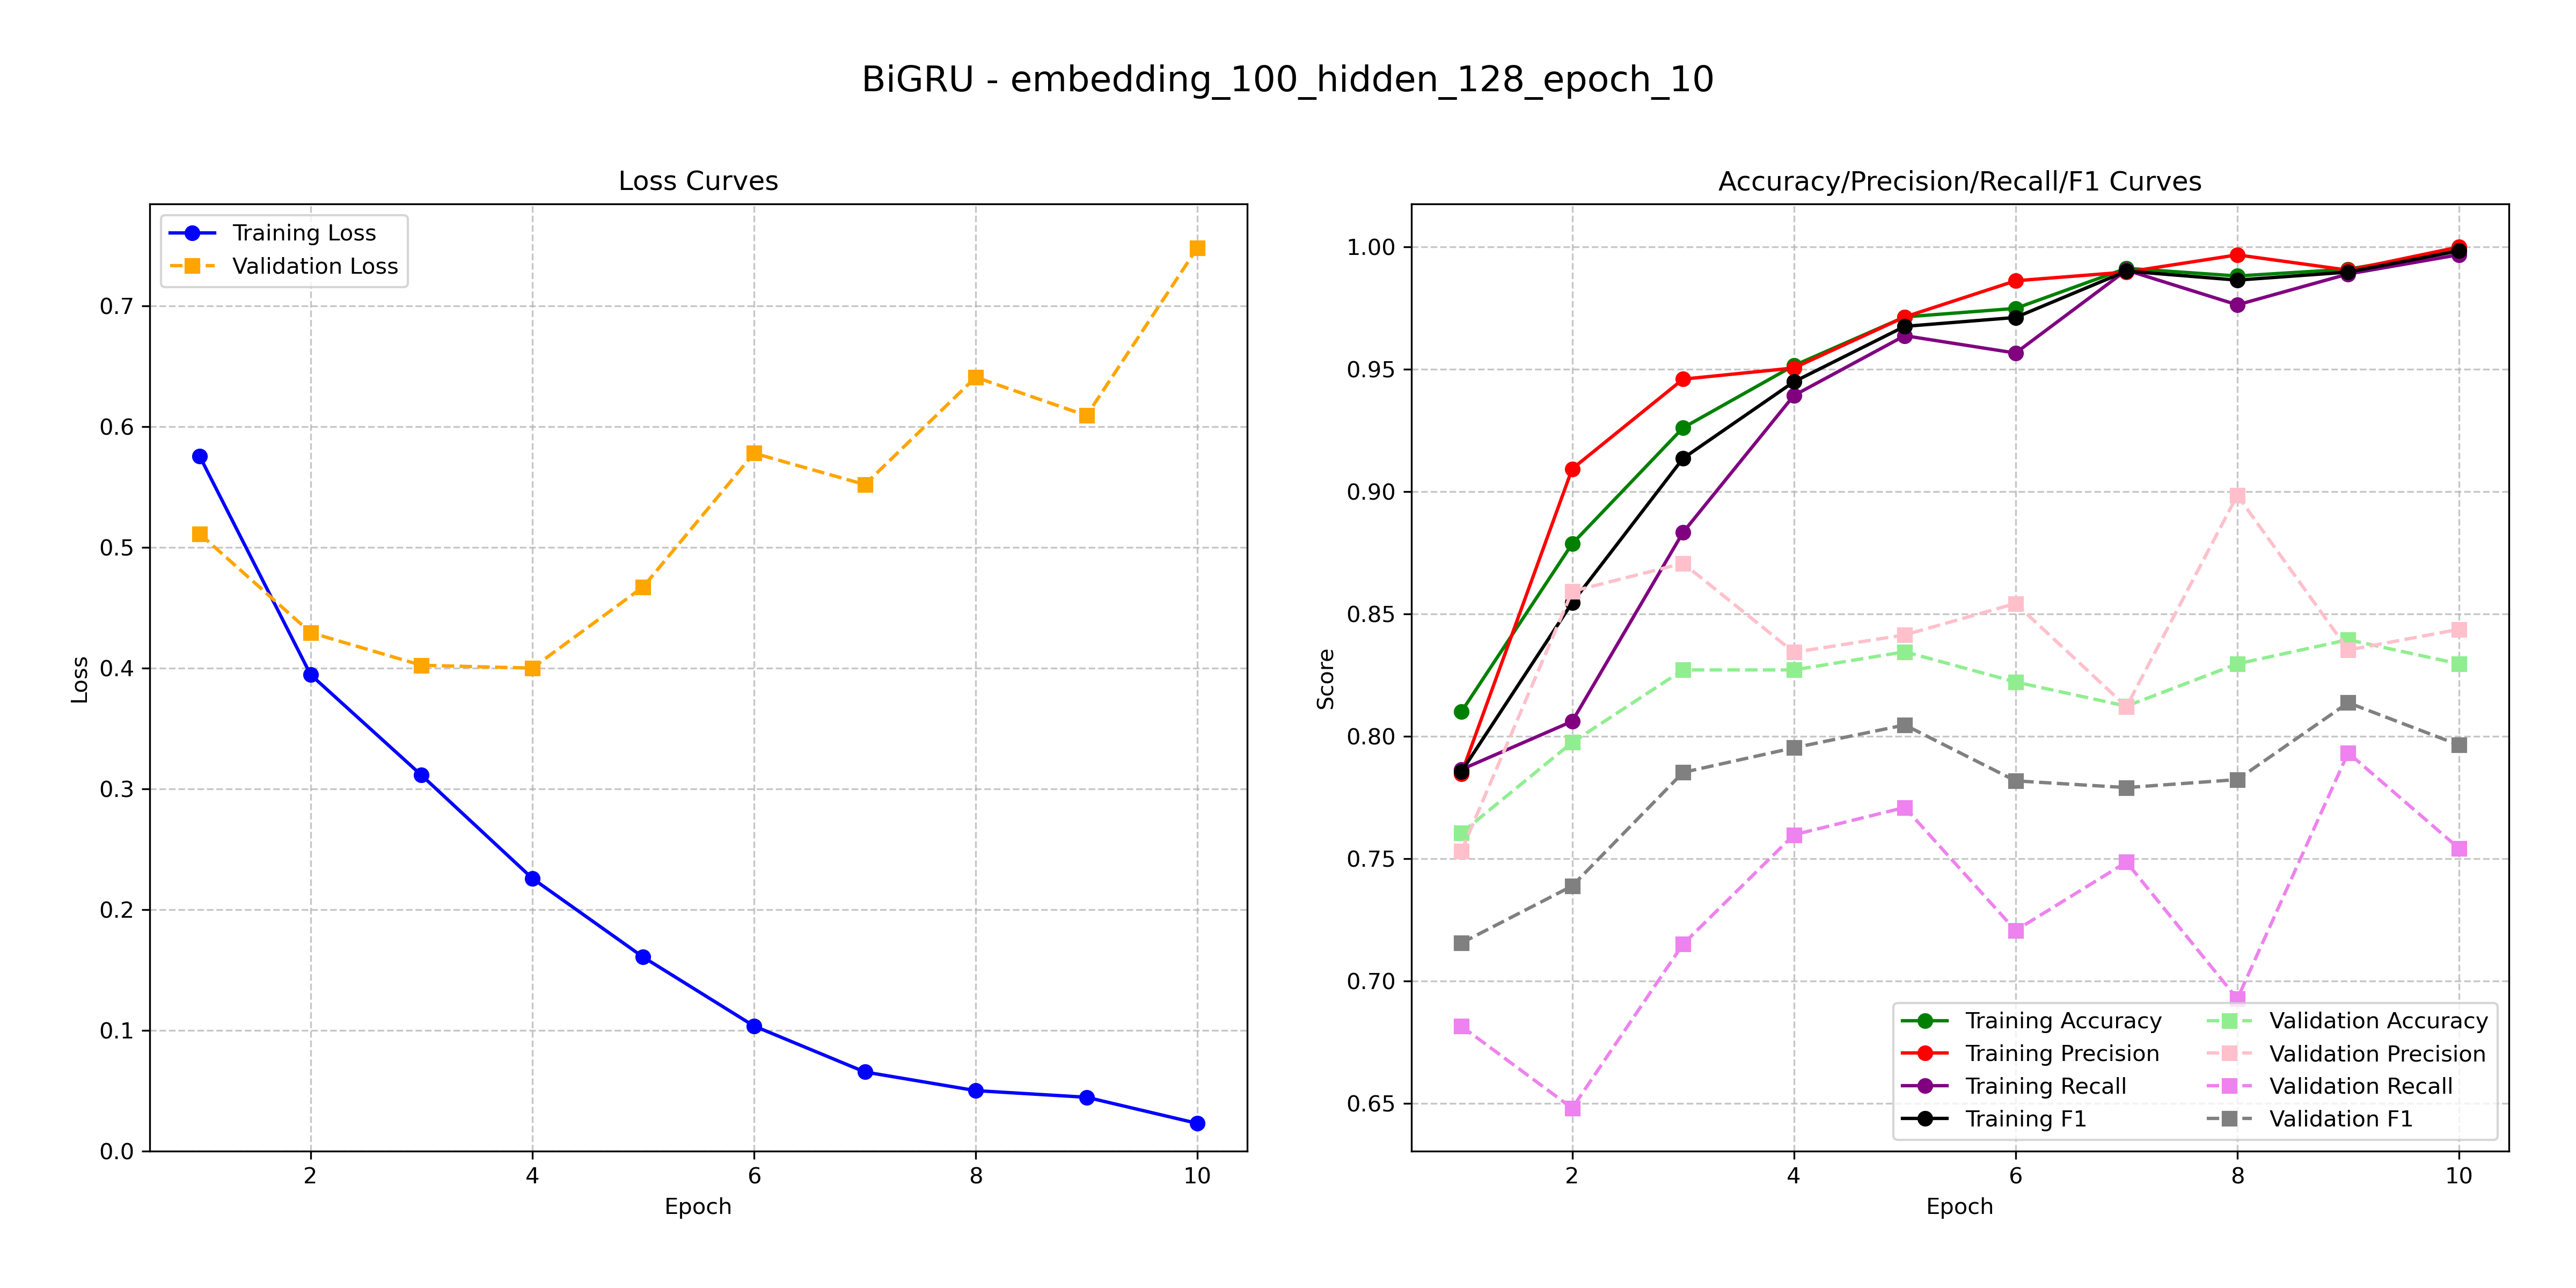 BiGRU - embedding_100_hidden_128_epoch_10
Loss Curves
Training Loss
Validation Loss
0.7
0.6
0.5
0.4
0.3
0.2
0.1
0.0
Loss
2 4 6 8 10
Epoch
Accuracy/Precision/Recall/F1 Curves
1.00
0.95
0.90
0.85
0.80
0.75
0.70
0.65
Score
Training Accuracy
Training Precision
Training Recall
Training F1
Validation Accuracy
Validation Precision
Validation Recall
Validation F1
2 4 6 8 10
Epoch